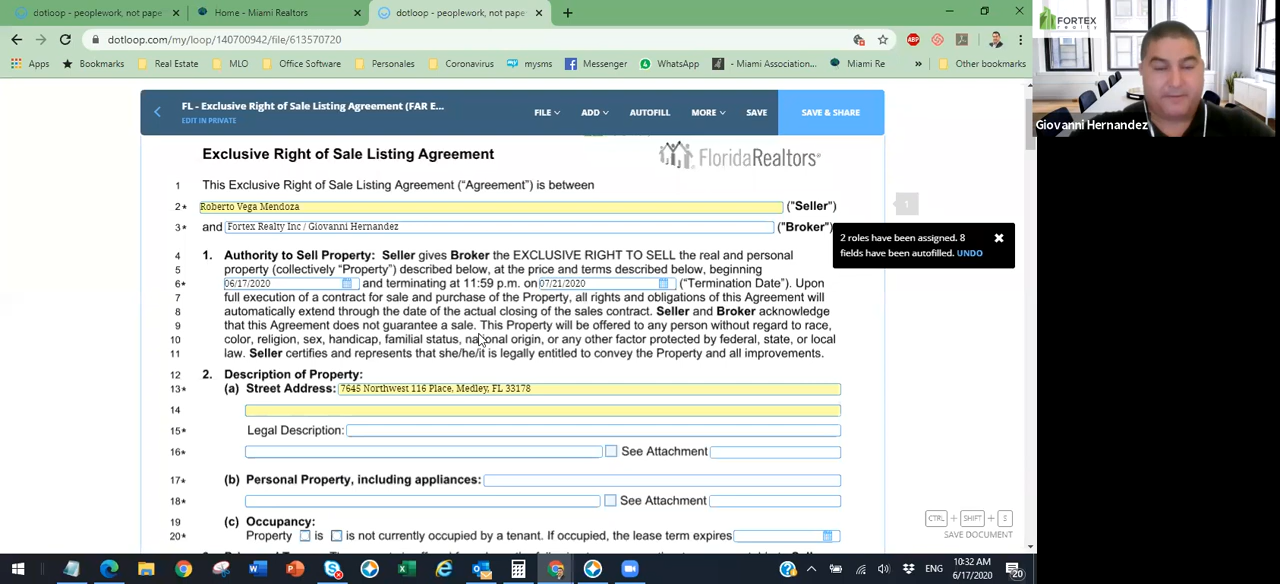 dotloop - peoplework, not pape
Home - Miami Realtors
dotloop - peoplework, not pape
dotloop.com/my/loop/140700942/file/613570720
ABP
Apps
Bookmarks
Real Estate
MLO
Office Software
Personales
Coronavirus
mysms
Messenger
WhatsApp
- Miami Association...
Miami Re
»
Other bookmarks
FORTEX
realty
Giovanni Hernandez
FL - Exclusive Right of Sale Listing Agreement (FAR E...
EDIT IN PRIVATE
FILE
ADD
AUTOFILL
MORE
SAVE
SAVE & SHARE
Exclusive Right of Sale Listing Agreement
FloridaRealtors
1 This Exclusive Right of Sale Listing Agreement ("Agreement") is between
2* Roberto Vega Mendoza ("Seller")
1
3* and Fortex Realty Inc / Giovanni Hernandez ("Broker")
2 roles have been assigned. 8
fields have been autofilled. UNDO
4 1. Authority to Sell Property: Seller gives Broker the EXCLUSIVE RIGHT TO SELL the real and personal
5 property (collectively "Property") described below, at the price and terms described below, beginning
6* 06/17/2020 and terminating at 11:59 p.m. on 07/21/2020 ("Termination Date"). Upon
7 full execution of a contract for sale and purchase of the Property, all rights and obligations of this Agreement will
8 automatically extend through the date of the actual closing of the sales contract. Seller and Broker acknowledge
9 that this Agreement does not guarantee a sale. This Property will be offered to any person without regard to race,
10 color, religion, sex, handicap, familial status, national origin, or any other factor protected by federal, state, or local
11 law. Seller certifies and represents that she/he/it is legally entitled to convey the Property and all improvements.
12 2. Description of Property:
13* (a) Street Address: 7645 Northwest 116 Place, Medley, FL 33178
14
15* Legal Description:
16* See Attachment
17* (b) Personal Property, including appliances:
18* See Attachment
19 (c) Occupancy:
20* Property is is not currently occupied by a tenant. If occupied, the lease term expires
CTRL + SHIFT + S
SAVE DOCUMENT
ENG
10:32 AM
6/17/2020
20